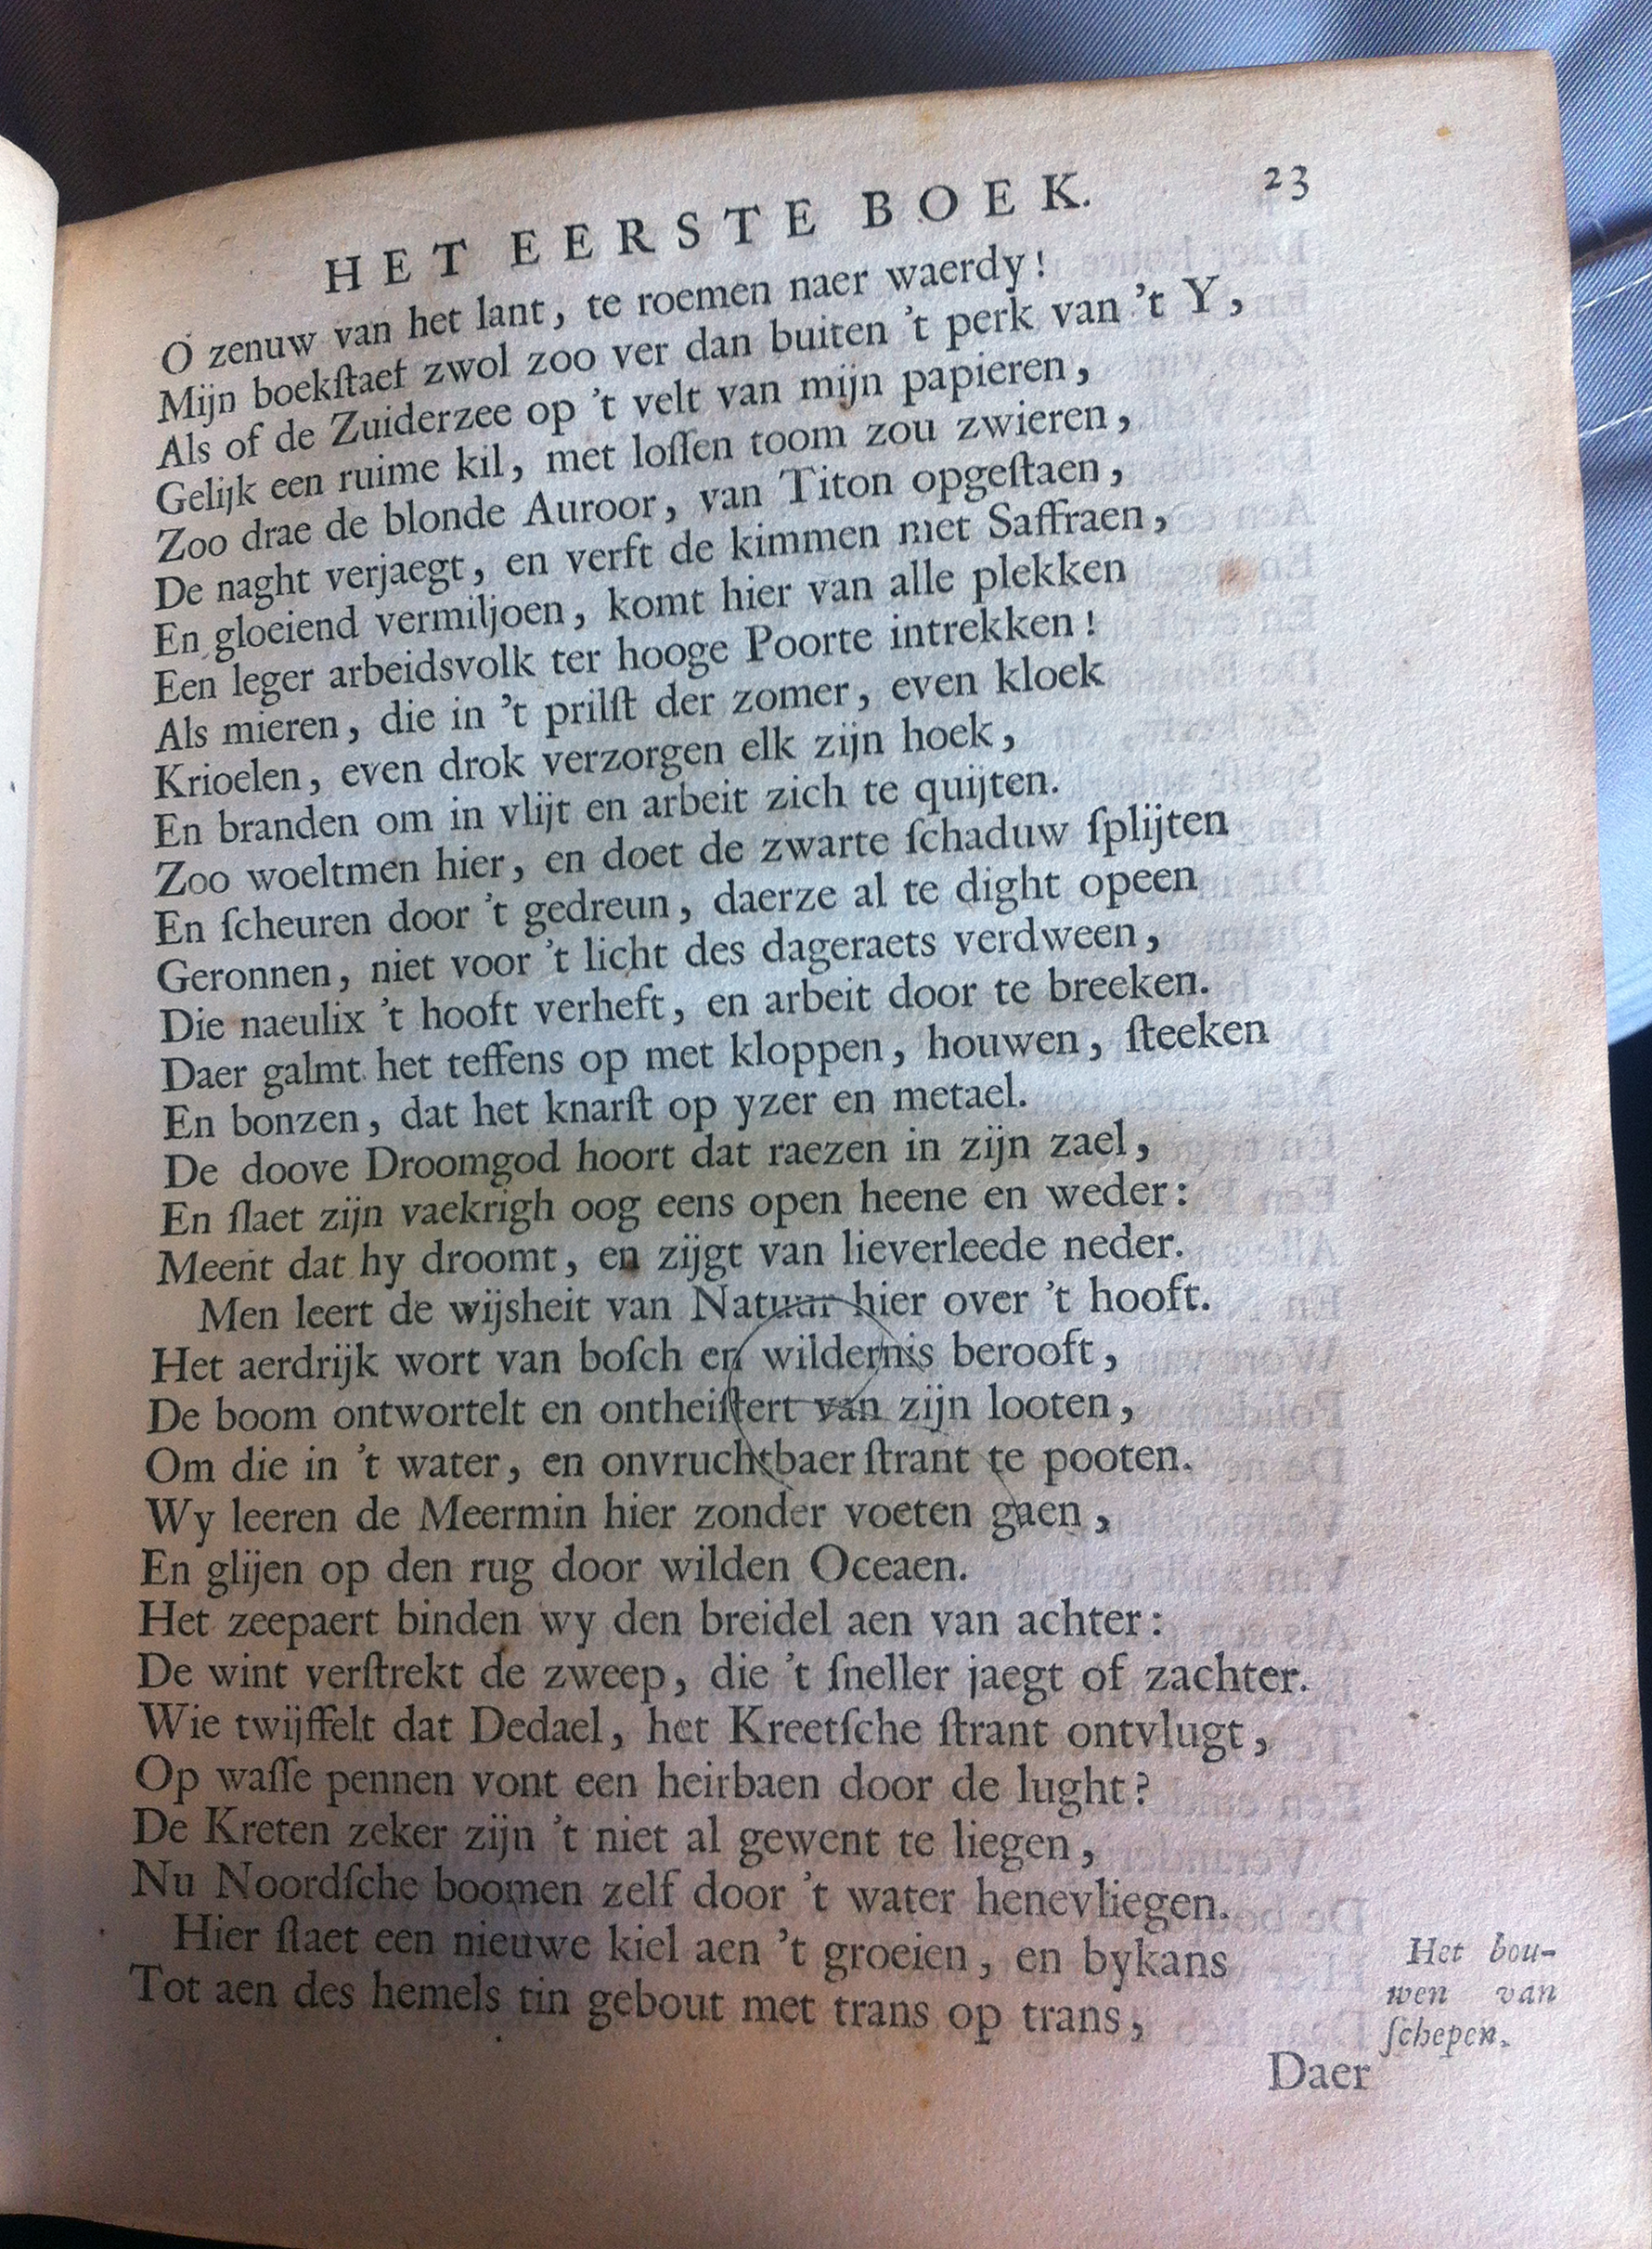 HET EERSTE BOEK. 23
O zenuw van het lant, te roemen naer waerdy!
Mijn boekſtaef zwol zoo ver dan buiten 't perk van 't Y,
Als of de Zuiderzee op 't velt van mijn papieren,
Gelijk een ruime kil, met loſſen toom zou zwieren,
Zoo drae de blonde Auroor, van Titon opgeſtaen,
De naght verjaegt, en verft de kimmen met Saffraen,
En gloeiend vermiljoen, komt hier van alle plekken
Een leger arbeidsvolk ter hooge Poorte intrekken!
Als mieren, die in 't prilſt der zomer, even kloek
Krioelen, even drok verzorgen elk zijn hoek,
En branden om in vlijt en arbeit zich te quijten.
Zoo woeltmen hier, en doet de zwarte ſchaduw ſplijten
En ſcheuren door 't gedreun, daerze al te dight opeen
Geronnen, niet voor 't licht des dageraets verdween,
Die naeulix 't hooft verheft, en arbeit door te breeken.
Daer galmt het teffens op met kloppen, houwen, ſteeken
En bonzen, dat het knarſt op yzer en metael.
De doove Droomgod hoort dat raezen in zijn zael,
En ſlaet zijn vaekrigh oog eens open heene en weder:
Meent dat hy droomt, en zijgt van lieverleede neder.
Men leert de wijsheit van Natuur hier over 't hooft.
Het aerdrijk wort van boſch en wildernis berooft,
De boom ontwortelt en ontheiſtert van zijn looten,
Om die in 't water, en onvruchtbaer ſtrant te pooten.
Wy leeren de Meermin hier zonder voeten gaen,
En glijen op den rug door wilden Oceaen.
Het zeepaert binden wy den breidel aen van achter:
De wint verſtrekt de zweep, die 't ſneller jaegt of zachter.
Wie twijffelt dat Dedael, het Kreetſche ſtrant ontvlugt,
Op waſſe pennen vont een heirbaen door de lught?
De Kreten zeker zijn 't niet al gewent te liegen,
Nu Noordſche boomen zelf door 't water henevliegen.
Hier ſtaet een nieuwe kiel aen 't groeien, en bykans
Tot aen des hemels tin gebout met trans op trans,
Het bou-
wen van
ſchepen.
Daer